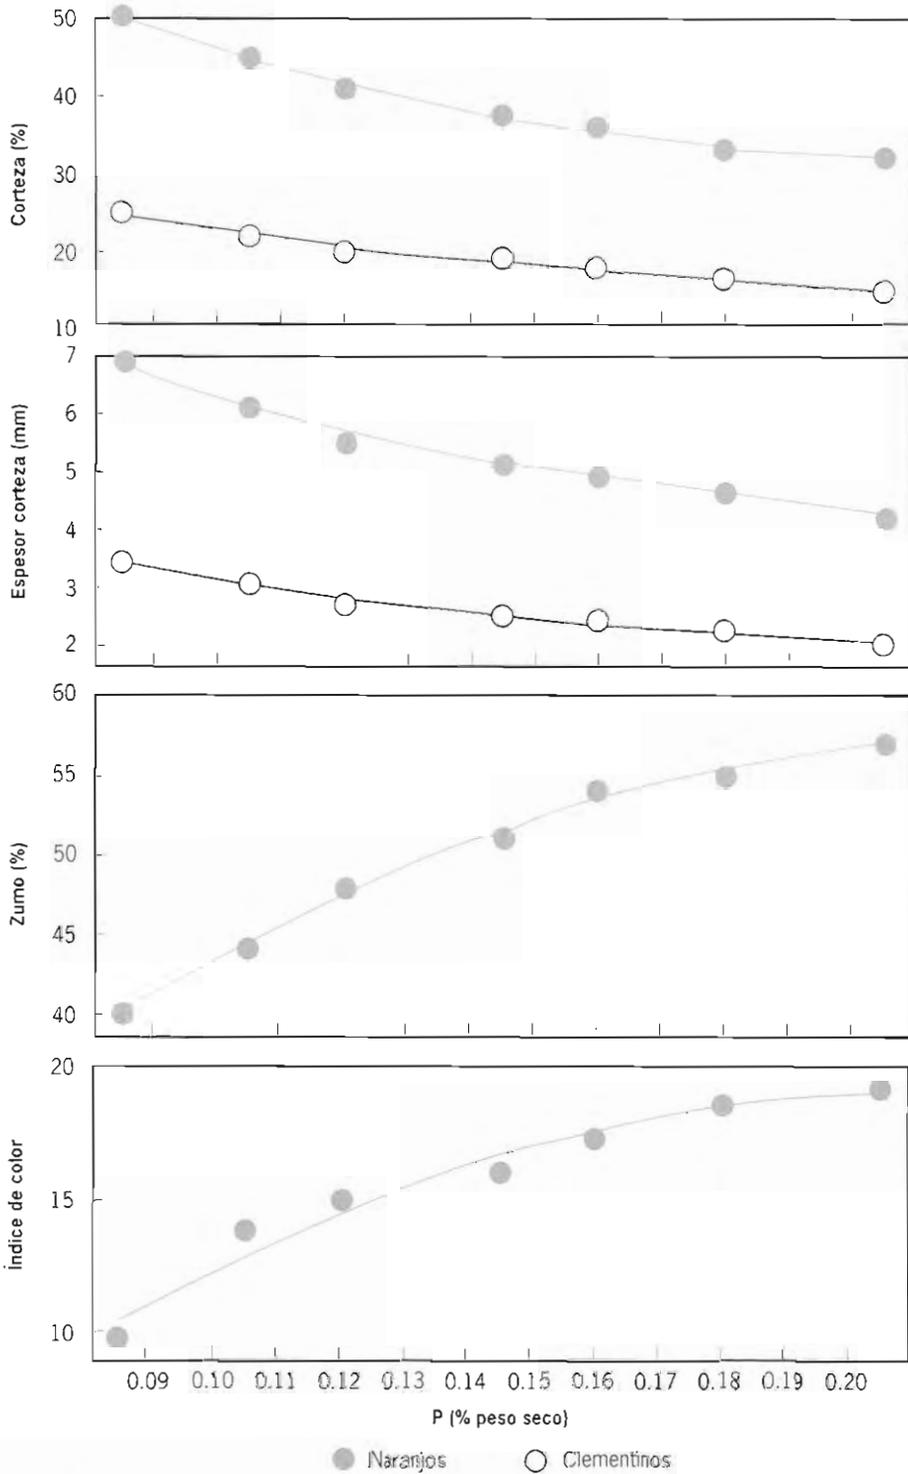 Corteza (%)
50
40
30
20
10
Espesor corteza (mm)
7
6
5
4
3
2
Zumo (%)
60
55
50
45
40
Índice de color
20
15
10
0.09 0.10 0.11 0.12 0.13 0.14 0.15 0.16 0.17 0.18 0.19 0.20
P (% peso seco)
Naranjos Clementinos